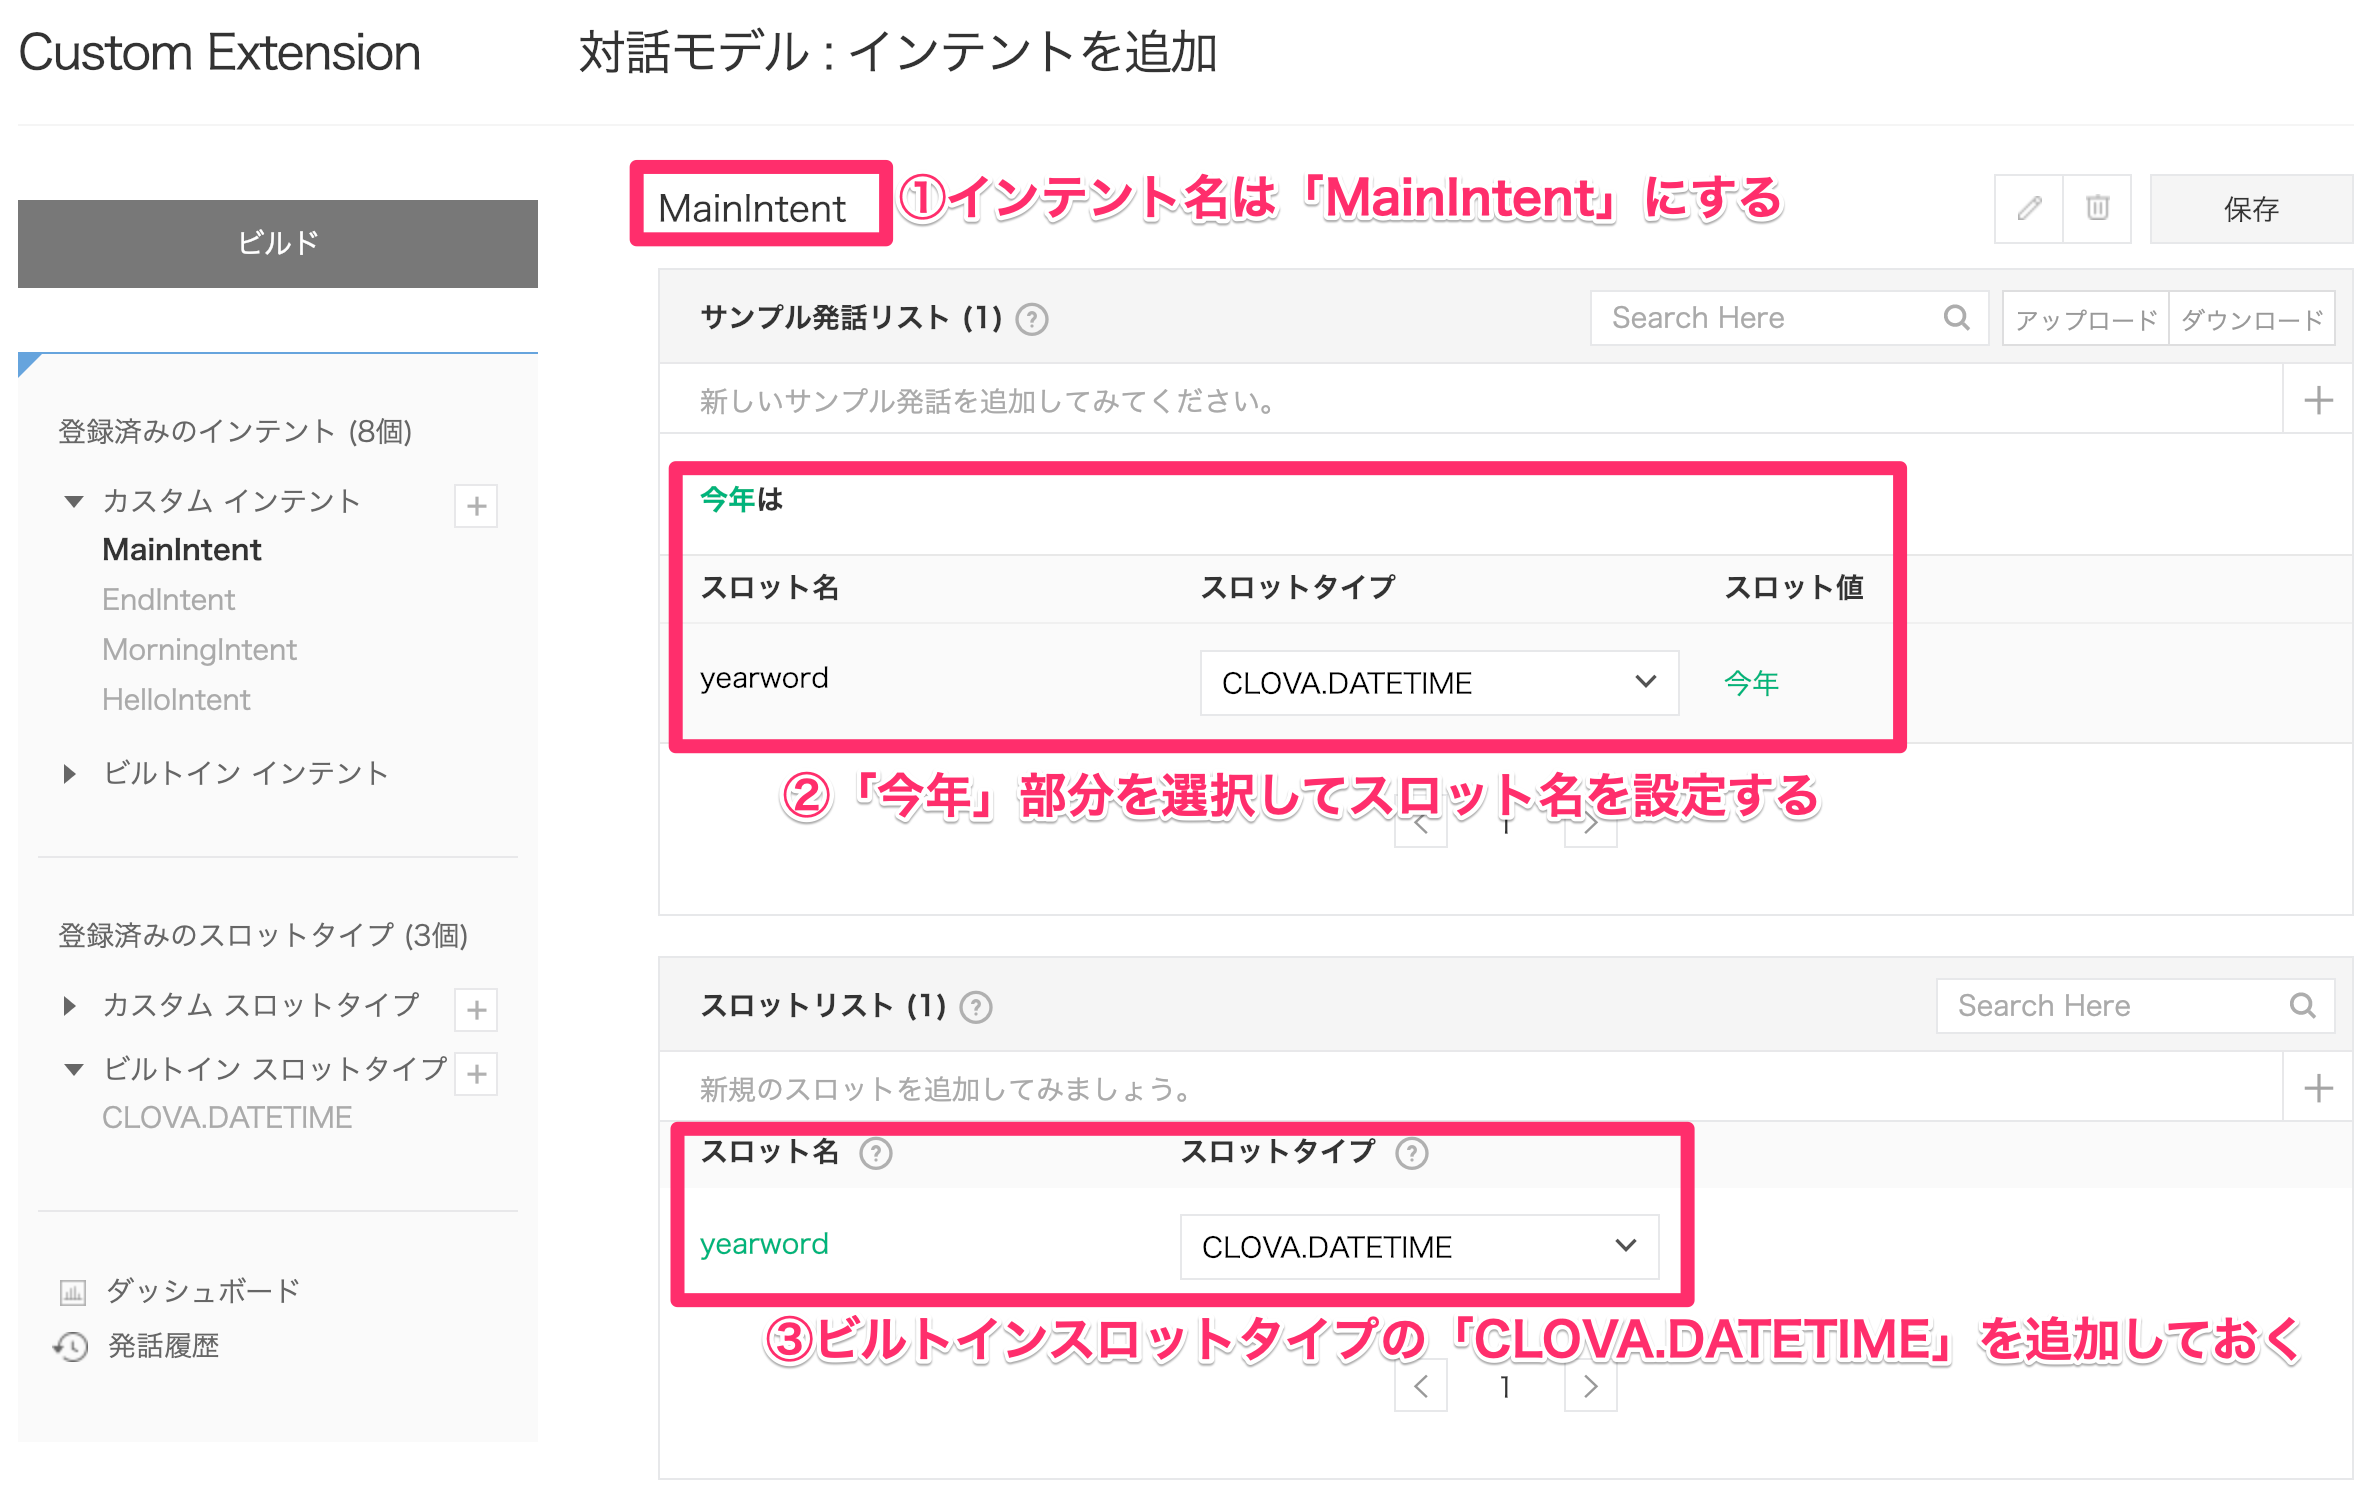 Custom Extension
対話モデル : インテントを追加
ビルド
登録済みのインテント (8個)
カスタム インテント
MainIntent
EndIntent
MorningIntent
HelloIntent
ビルトイン インテント
登録済みのスロットタイプ (3個)
カスタム スロットタイプ
ビルトイン スロットタイプ
CLOVA.DATETIME
ダッシュボード
発話履歴
MainIntent
①インテント名は「MainIntent」にする
保存
サンプル発話リスト (1) ?
Search Here
アップロード
ダウンロード
新しいサンプル発話を追加してみてください。
今年は
スロット名 スロットタイプ スロット値
yearword CLOVA.DATETIME 今年
②「今年」部分を選択してスロット名を設定する
< 1 >
スロットリスト (1) ?
Search Here
新規のスロットを追加してみましょう。
スロット名 ? スロットタイプ ?
yearword CLOVA.DATETIME
③ビルトインスロットタイプの「CLOVA.DATETIME」を追加しておく
< 1 >